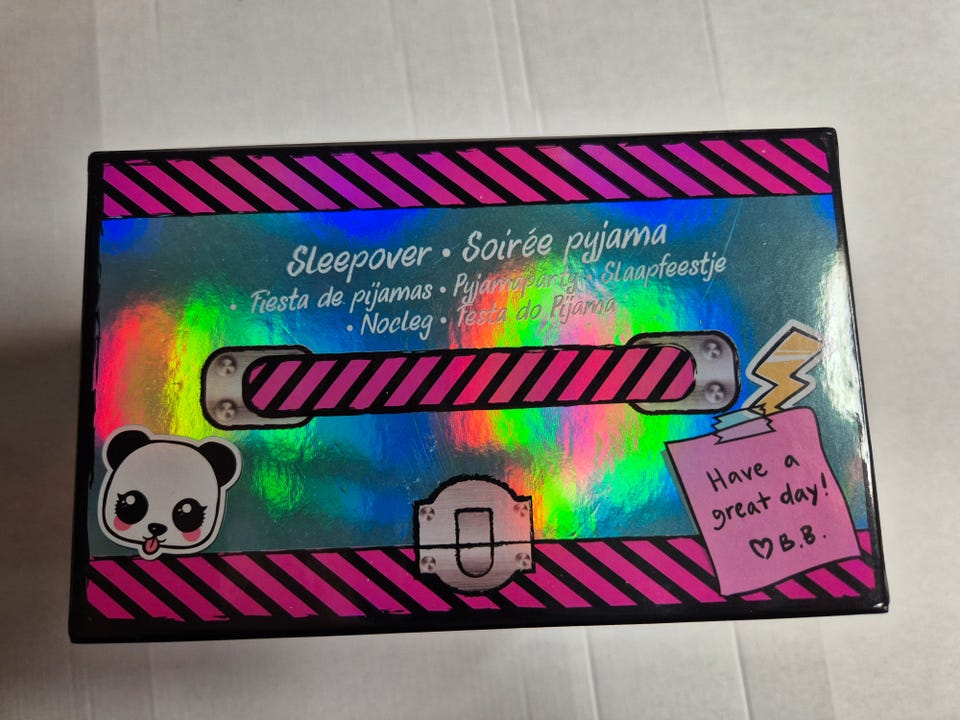 Sleepover • Soirée pyjama
• Fiesta de pijamas • Pyjamaparty • Slaapfeestje
• Nocleg • Festa do Pijama
Have a
great day!
♡ B.B.